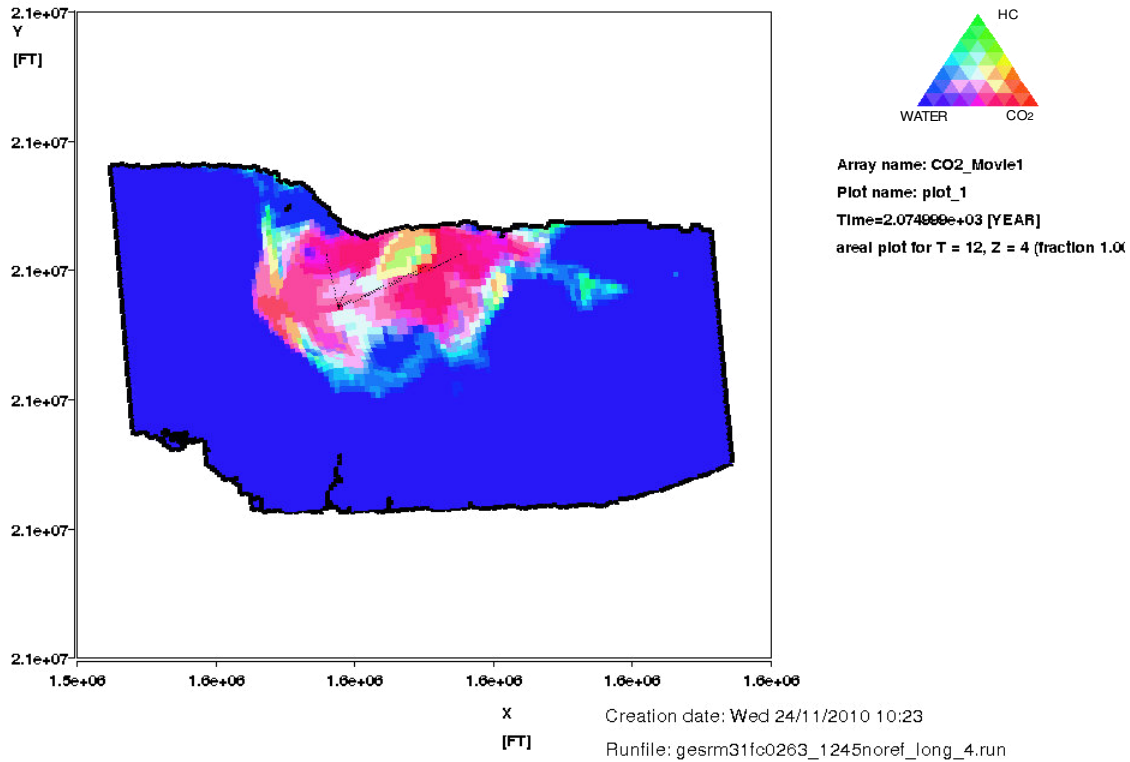 2.1e+07
Y
[FT]
2.1e+07
2.1e+07
2.1e+07
2.1e+07
2.1e+07
1.5e+06 1.6e+06 1.6e+06 1.6e+06 1.6e+06 1.6e+06
X
[FT]
HC
WATER CO2
Array name: CO2_Movie1
Plot name: plot_1
Time=2.074999e+03 [YEAR]
areal plot for T = 12, Z = 4 (fraction 1.00
Creation date: Wed 24/11/2010 10:23
Runfile: gesrm31fc0263_1245noref_long_4.run